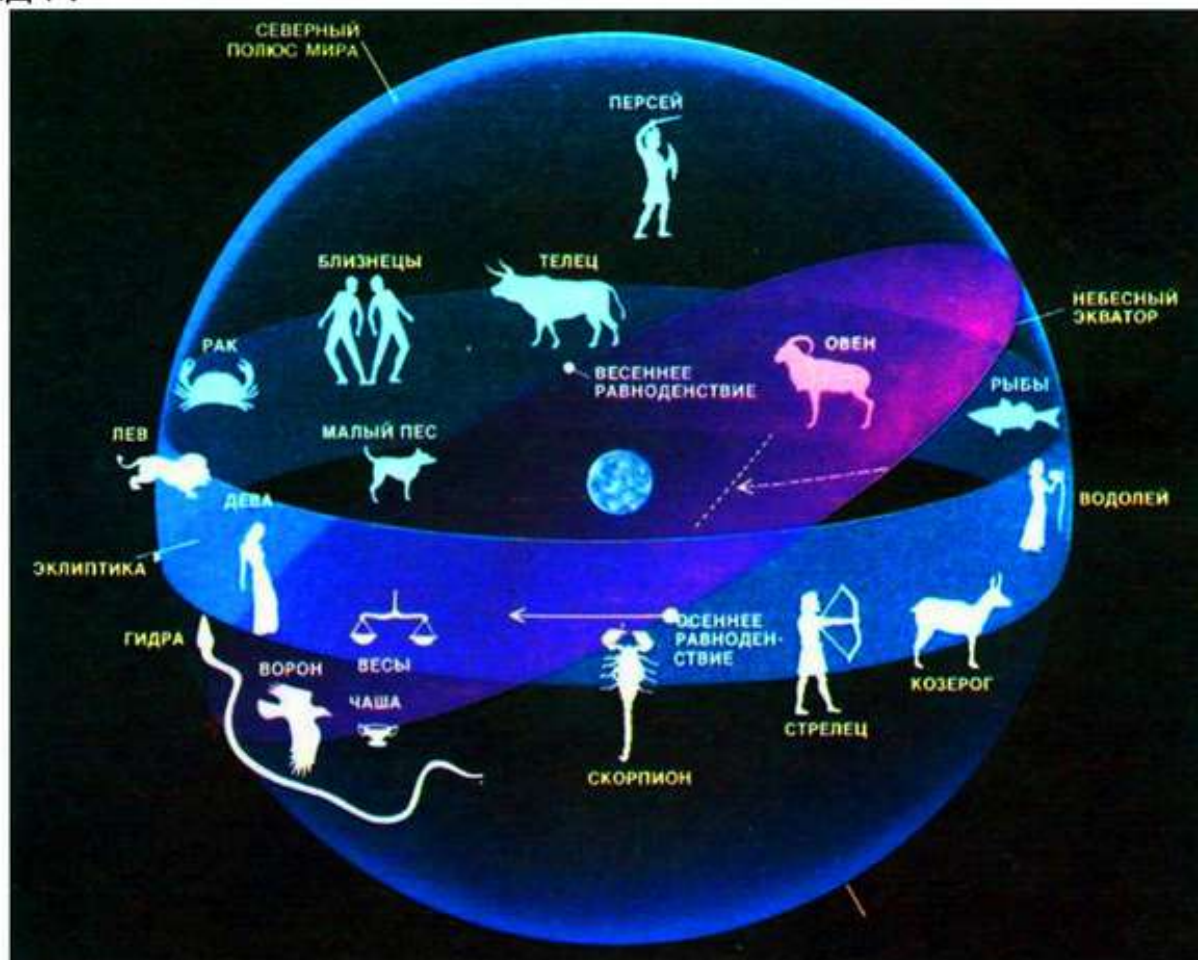 СЕВЕРНЫЙ
ПОЛЮС МИРА
ПЕРСЕЙ
БЛИЗНЕЦЫ
ТЕЛЕЦ
НЕБЕСНЫЙ
ЭКВАТОР
РАК
ОВЕН
ВЕСЕННЕЕ
РАВНОДЕНСТВИЕ
РЫБЫ
ЛЕВ
МАЛЫЙ ПЕС
ДЕВА
ВОДОЛЕЙ
ЭКЛИПТИКА
ГИДРА
ОСЕННЕЕ
РАВНОДЕН-
СТВИЕ
ВОРОН
ВЕСЫ
КОЗЕРОГ
ЧАША
СТРЕЛЕЦ
СКОРПИОН